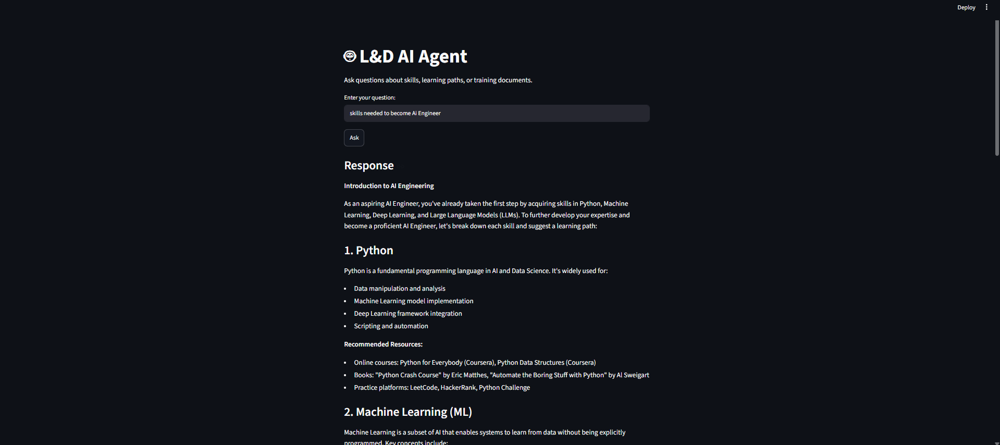 Deploy
L&D AI Agent
Ask questions about skills, learning paths, or training documents.
Enter your question:
skills needed to become Ai Engineer
Ask
Response
Introduction to AI Engineering
As an aspiring AI Engineer, you've already taken the first step by acquiring skills in Python, Machine
Learning, Deep Learning, and Large Language Models (LLMs). To further develop your expertise and
become a proficient AI Engineer, let's break down each skill and suggest a learning path:
1. Python
Python is a fundamental programming language in AI and Data Science. It's widely used for:
• Data manipulation and analysis
• Machine Learning model implementation
• Deep Learning framework integration
• Scripting and automation
Recommended Resources:
• Online courses: Python for Everybody (Coursera), Python Data Structures (Coursera)
• Books: "Python Crash Course" by Eric Matthes, "Automate the Boring Stuff with Python" by Al Sweigart
• Practice platforms: LeetCode, HackerRank, Python Challenge
2. Machine Learning (ML)
Machine Learning is a subset of AI that enables systems to learn from data without being explicitly
programmed. Key concepts include: